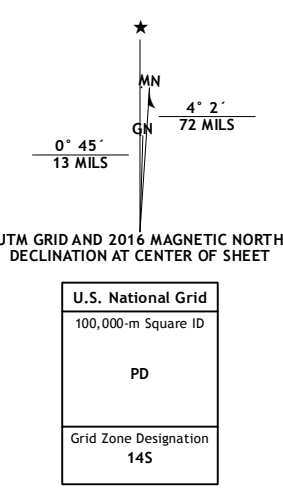 ★
MN
4° 2´
72 MILS
GN
0° 45´
13 MILS
UTM GRID AND 2016 MAGNETIC NORTH
DECLINATION AT CENTER OF SHEET
U.S. National Grid
100,000-m Square ID
PD
Grid Zone Designation
14S